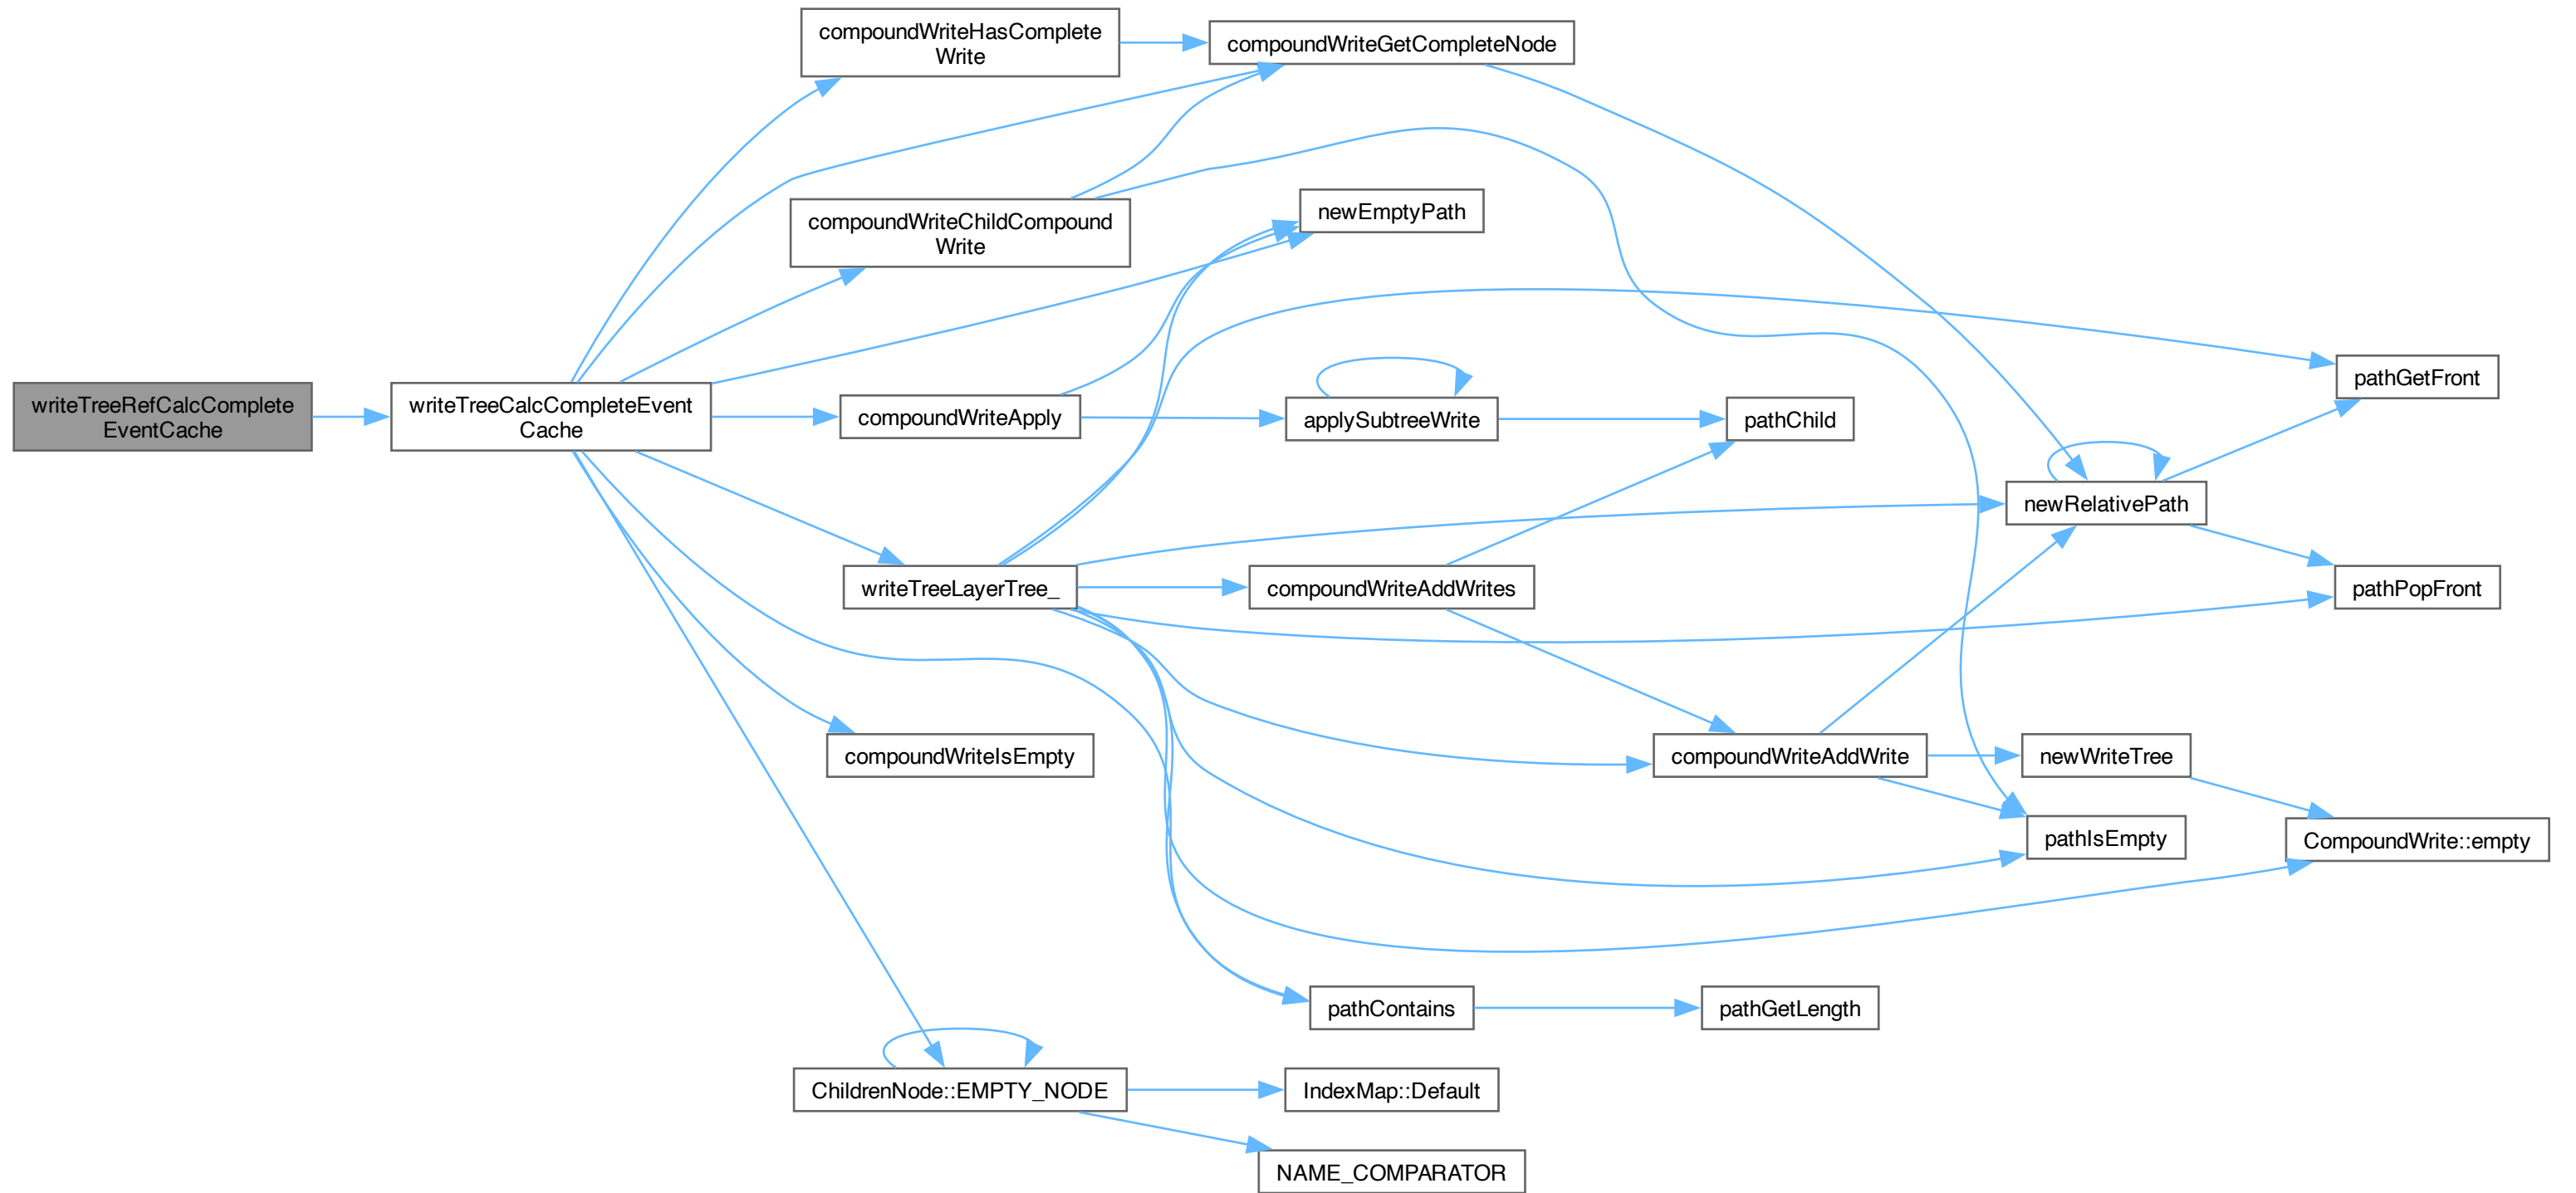 compoundWriteHasComplete
Write
compoundWriteGetCompleteNode
compoundWriteChildCompound
Write
newEmptyPath
writeTreeRefCalcComplete
EventCache
writeTreeCalcCompleteEvent
Cache
compoundWriteApply
applySubtreeWrite
pathChild
pathGetFront
newRelativePath
writeTreeLayerTree_
compoundWriteAddWrites
pathPopFront
compoundWriteIsEmpty
compoundWriteAddWrite
newWriteTree
pathIsEmpty
CompoundWrite::empty
pathContains
pathGetLength
ChildrenNode::EMPTY_NODE
IndexMap::Default
NAME_COMPARATOR